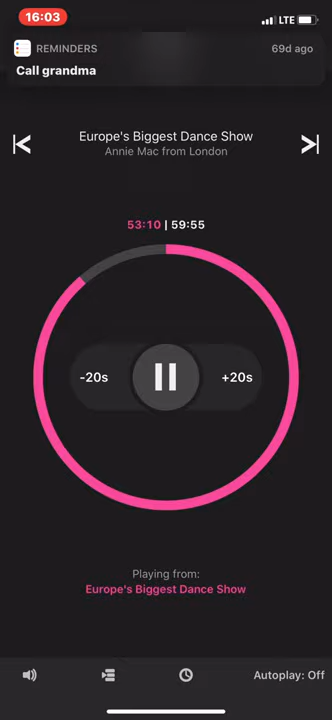 16:03
LTE
REMINDERS
69d ago
Call grandma
Europe's Biggest Dance Show
Annie Mac from London
53:10 | 59:55
-20s
+20s
Playing from:
Europe's Biggest Dance Show
Autoplay: Off